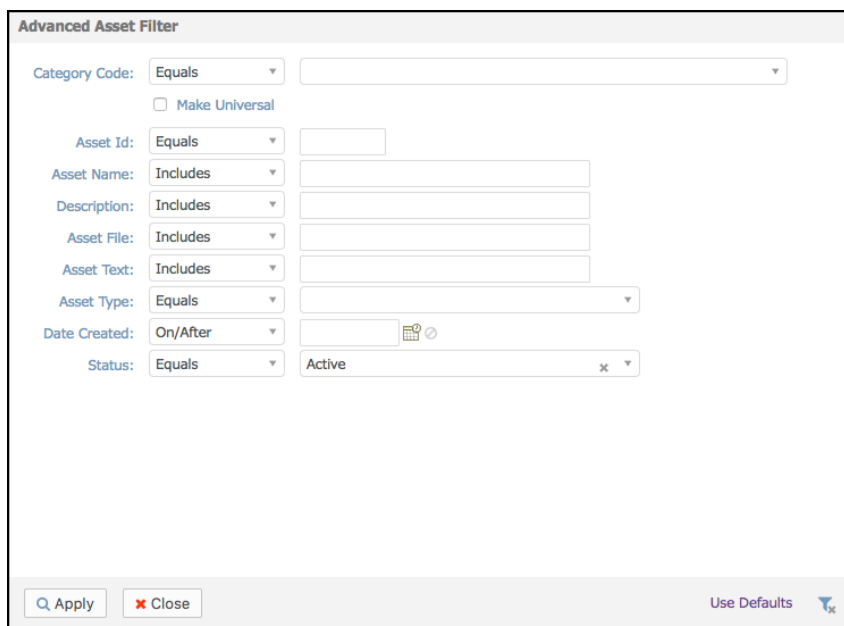 Advanced Asset Filter
Category Code: Equals
Make Universal
Asset Id: Equals
Asset Name: Includes
Description: Includes
Asset File: Includes
Asset Text: Includes
Asset Type: Equals
Date Created: On/After
Status: Equals Active
Apply Close Use Defaults